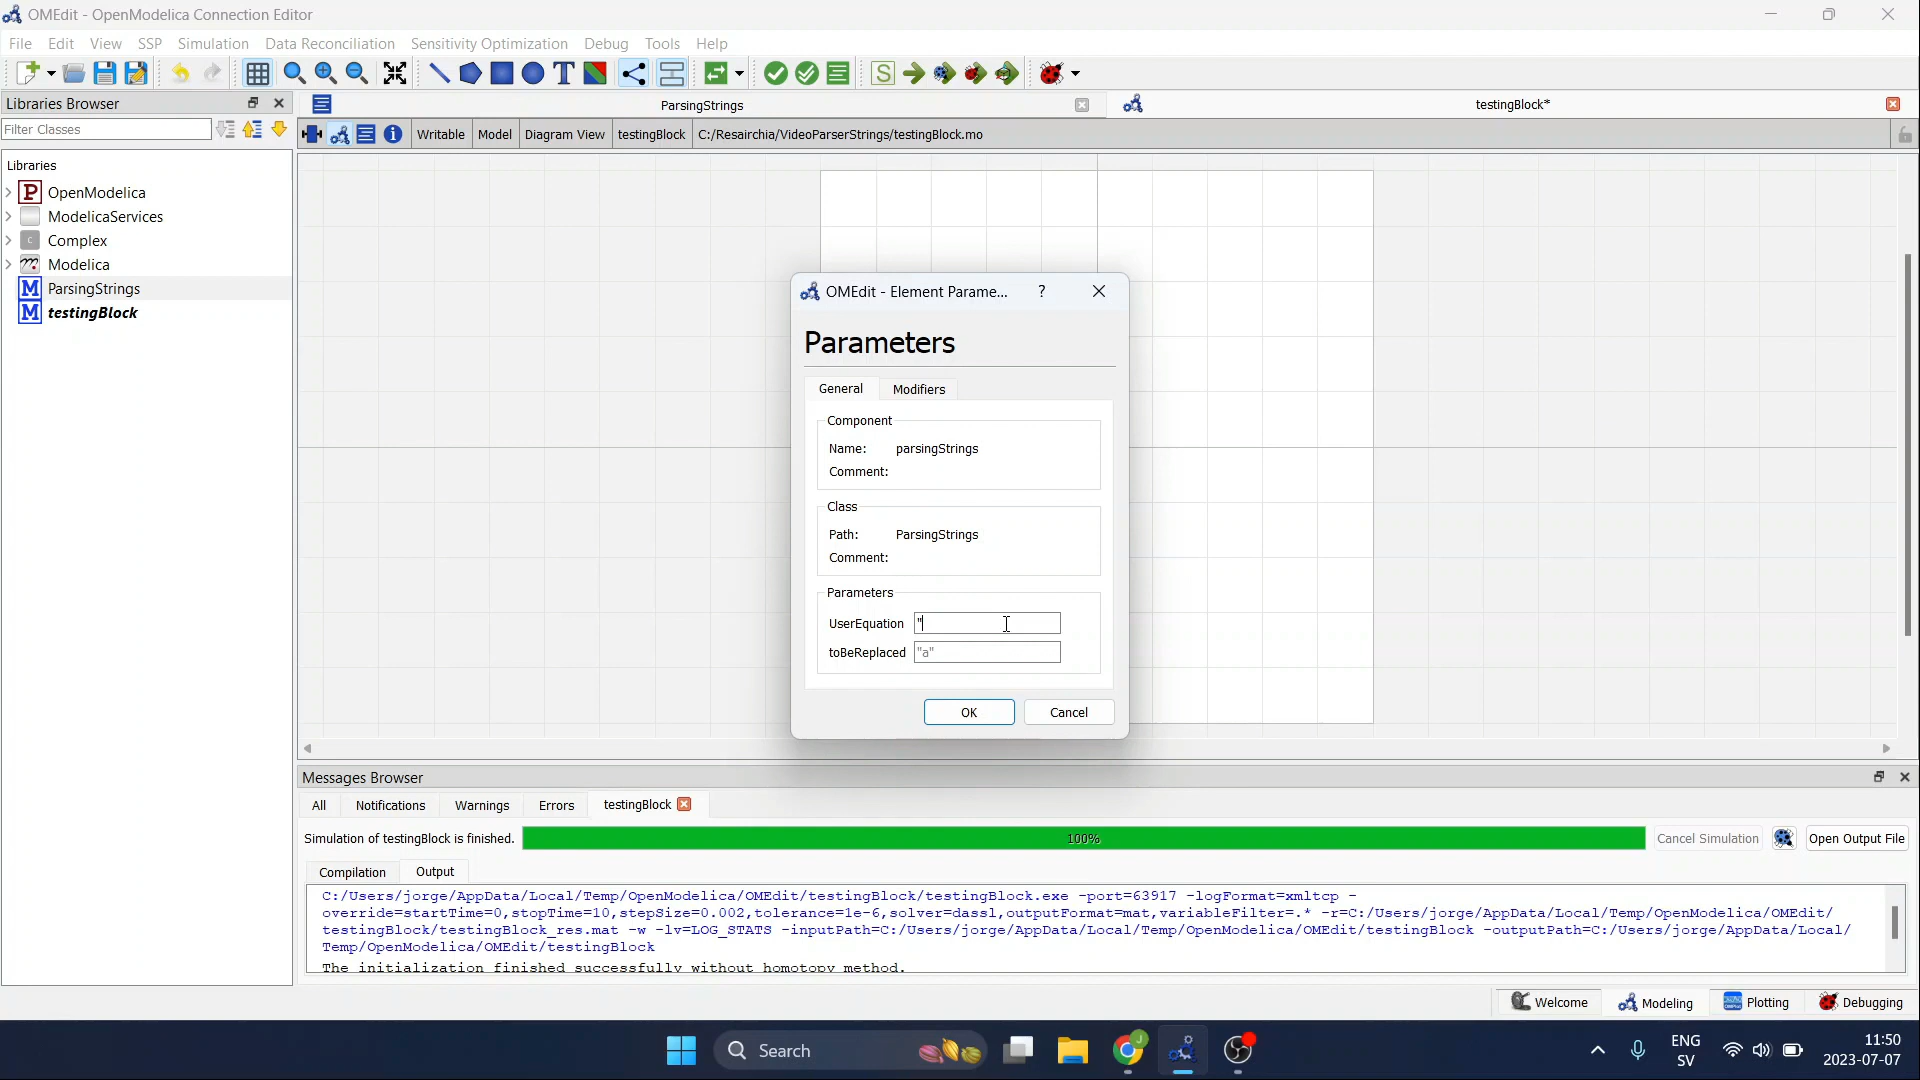 OMEdit - OpenModelica Connection Editor
File Edit View SSP Simulation Data Reconciliation Sensitivity Optimization Debug Tools Help
Libraries Browser
ParsingStrings
testingBlock*
Filter Classes
Writable Model Diagram View testingBlock C:/Resairchia/VideoParserStrings/testingBlock.mo
Libraries
OpenModelica
ModelicaServices
Complex
Modelica
ParsingStrings
testingBlock
OMEdit - Element Parame... ?
Parameters
General Modifiers
Component
Name: parsingStrings
Comment:
Class
Path: ParsingStrings
Comment:
Parameters
UserEquation "
toBeReplaced "a"
OK Cancel
Messages Browser
All Notifications Warnings Errors testingBlock
Simulation of testingBlock is finished. 100% Cancel Simulation Open Output File
Compilation Output
C:/Users/jorge/AppData/Local/Temp/OpenModelica/OMEdit/testingBlock/testingBlock.exe -port=63917 -logFormat=xmltcp -
override=startTime=0,stopTime=10,stepSize=0.002,tolerance=1e-6,solver=dassl,outputFormat=mat,variableFilter=.* -r=C:/Users/jorge/AppData/Local/Temp/OpenModelica/OMEdit/
testingBlock/testingBlock_res.mat -w -lv=LOG_STATS -inputPath=C:/Users/jorge/AppData/Local/Temp/OpenModelica/OMEdit/testingBlock -outputPath=C:/Users/jorge/AppData/Local/
Temp/OpenModelica/OMEdit/testingBlock
The initialization finished successfully without homotopy method.
Welcome Modeling Plotting Debugging
Search
ENG
SV
11:50
2023-07-07